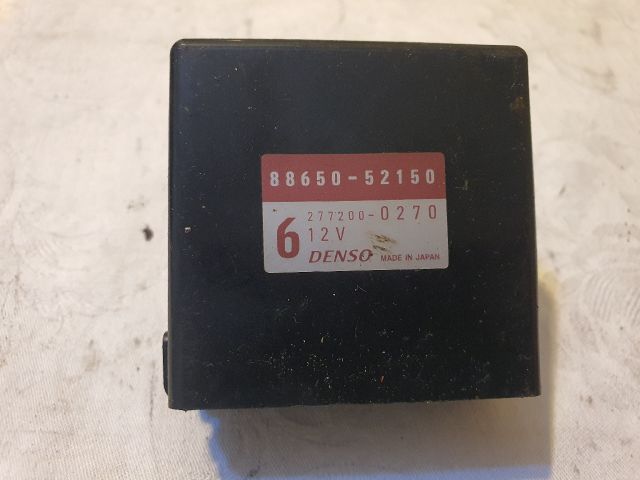 88650-52150
6 277200-0270
12V
DENSO MADE IN JAPAN